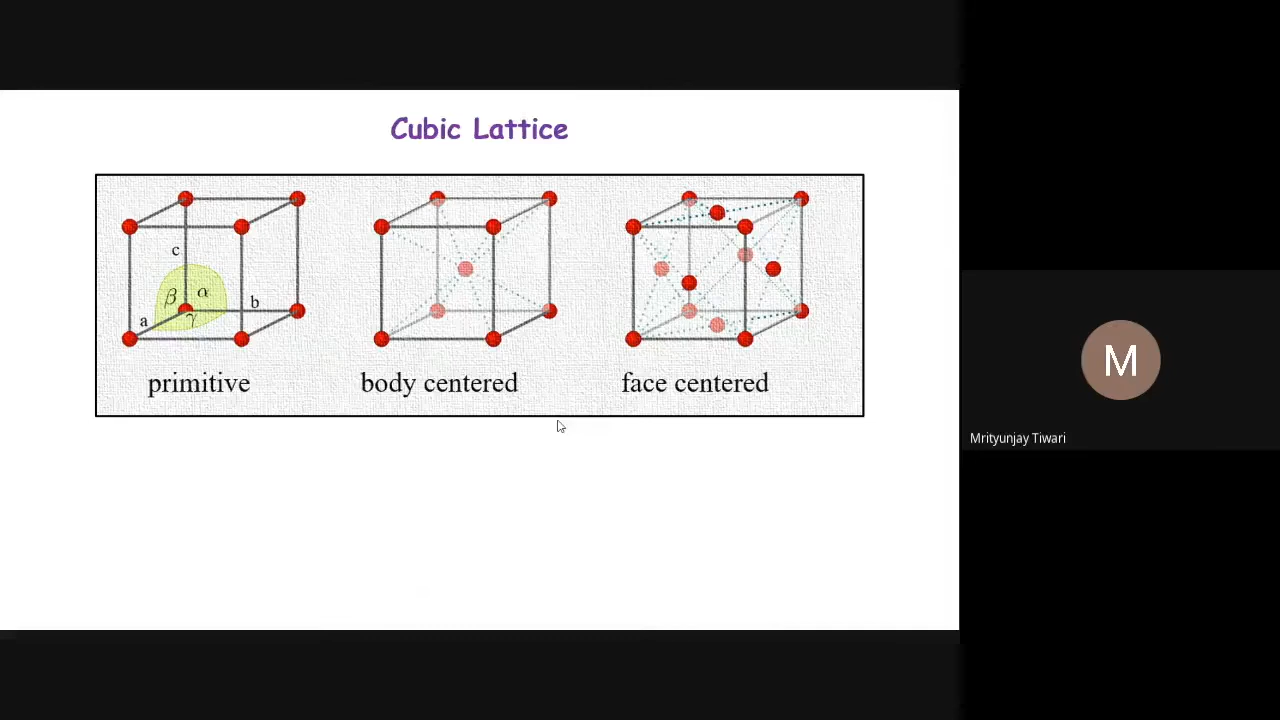 Cubic Lattice
c
β α
b
a
γ
primitive
body centered
face centered
M
Mrityunjay Tiwari